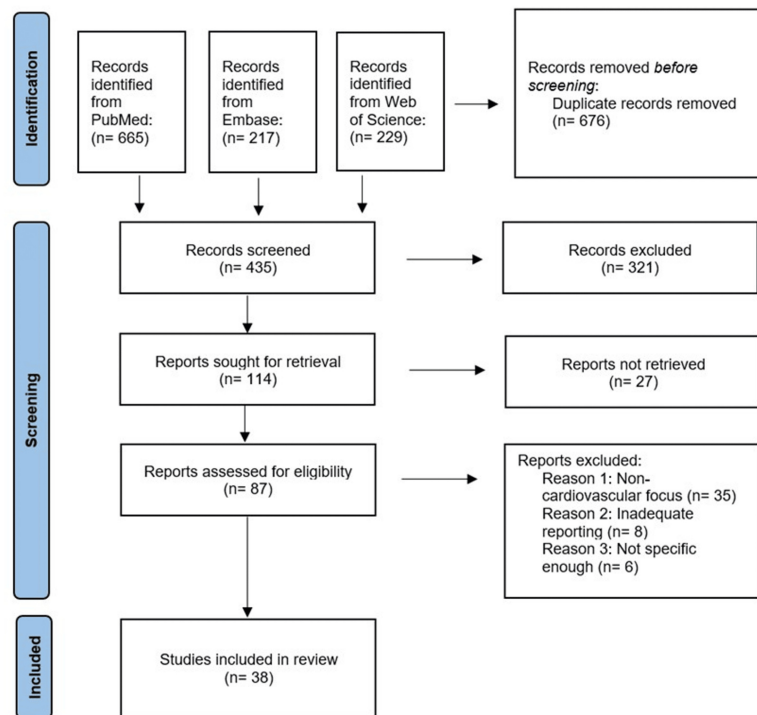 Identification
Records
identified
from
PubMed:
(n= 665)
Records
identified
from
Embase:
(n= 217)
Records
identified
from Web
of Science:
(n= 229)
Records removed before
screening:
Duplicate records removed
(n= 676)
Screening
Records screened
(n= 435)
Records excluded
(n= 321)
Reports sought for retrieval
(n= 114)
Reports not retrieved
(n= 27)
Reports assessed for eligibility
(n= 87)
Reports excluded:
Reason 1: Non-
cardiovascular focus (n= 35)
Reason 2: Inadequate
reporting (n= 8)
Reason 3: Not specific
enough (n= 6)
Included
Studies included in review
(n= 38)